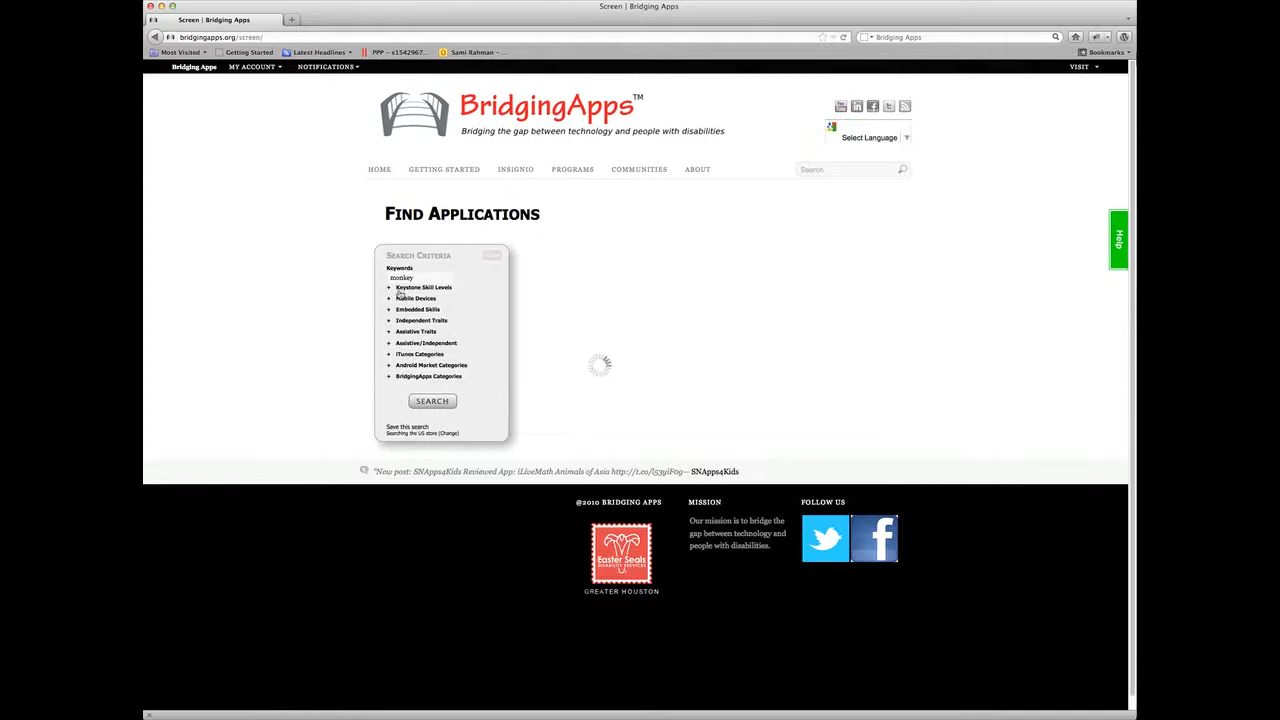 Screen | Bridging Apps
Screen | Bridging Apps
bridgingapps.org/screen/
Bridging Apps
Most Visited
Getting Started
Latest Headlines
PPP – s1542967...
Sami Rahman – ...
Bookmarks
Bridging Apps
MY ACCOUNT
NOTIFICATIONS
VISIT
BridgingApps™
Bridging the gap between technology and people with disabilities
Select Language
HOME
GETTING STARTED
INSIGNIO
PROGRAMS
COMMUNITIES
ABOUT
Search
FIND APPLICATIONS
Help
SEARCH CRITERIA
Keywords
monkey
+ Keystone Skill Levels
+ Mobile Devices
+ Embedded Skills
+ Independent Traits
+ Assistive Traits
+ Assistive/Independent
+ iTunes Categories
+ Android Market Categories
+ BridgingApps Categories
SEARCH
Save this search
Searching the US store (Change)
"New post: SNApps4Kids Reviewed App: iLiveMath Animals of Asia http://t.co/l53yiF0g— SNApps4Kids
@2010 BRIDGING APPS
Easter Seals
DISABILITY SERVICES
GREATER HOUSTON
MISSION
Our mission is to bridge the
gap between technology and
people with disabilities.
FOLLOW US